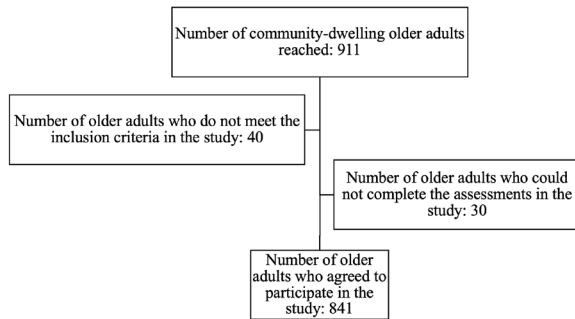 Number of community-dwelling older adults
reached: 911
Number of older adults who do not meet the
inclusion criteria in the study: 40
Number of older adults who could
not complete the assessments in the
study: 30
Number of older
adults who agreed to
participate in the
study: 841